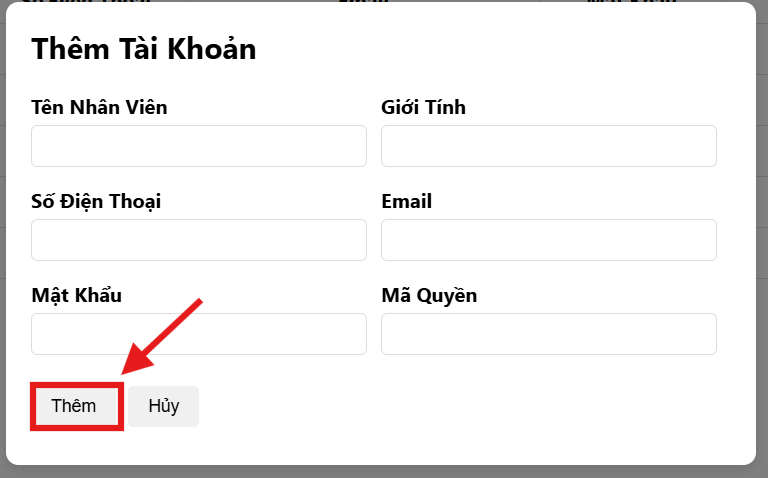 Thêm Tài Khoản
Tên Nhân Viên Giới Tính
Số Điện Thoại Email
Mật Khẩu Mã Quyền
Thêm Hủy